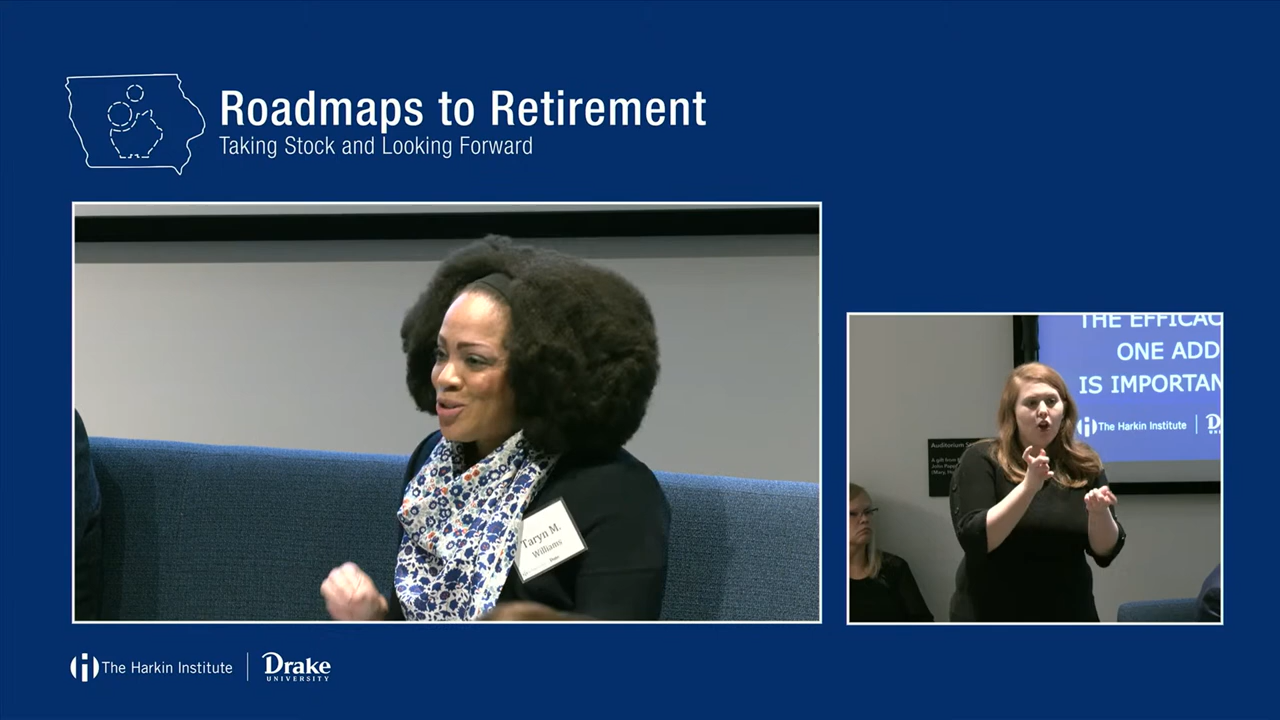 Roadmaps to Retirement
Taking Stock and Looking Forward
Taryn M.
Williams
THE EFFICAC
ONE ADD
IS IMPORTAN
The Harkin Institute
Auditorium
The Harkin Institute
Drake
UNIVERSITY